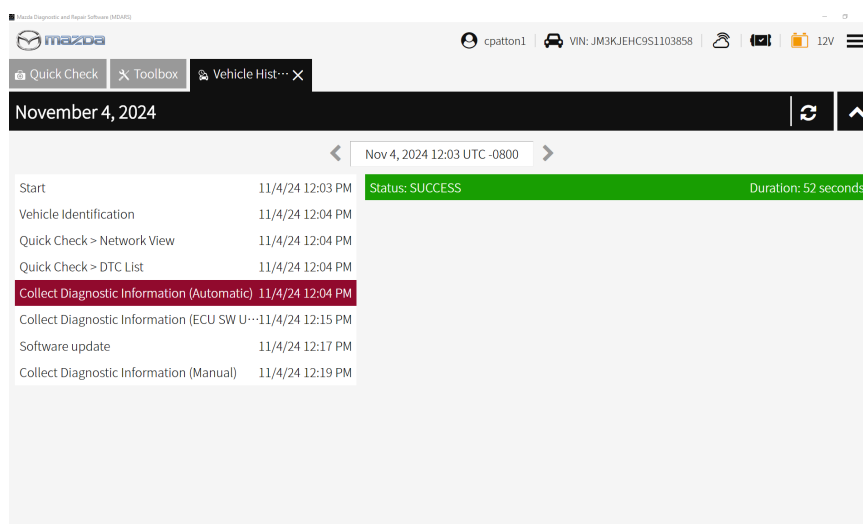 Mazda Diagnostic and Repair Software (MDARS)
mazda
cpatton1
VIN: JM3KJEHC9S1103858
12V
Quick Check
Toolbox
Vehicle Hist···
November 4, 2024
Nov 4, 2024 12:03 UTC -0800
Start 11/4/24 12:03 PM
Status: SUCCESS Duration: 52 seconds
Vehicle Identification 11/4/24 12:04 PM
Quick Check > Network View 11/4/24 12:04 PM
Quick Check > DTC List 11/4/24 12:04 PM
Collect Diagnostic Information (Automatic) 11/4/24 12:04 PM
Collect Diagnostic Information (ECU SW U··· 11/4/24 12:15 PM
Software update 11/4/24 12:17 PM
Collect Diagnostic Information (Manual) 11/4/24 12:19 PM